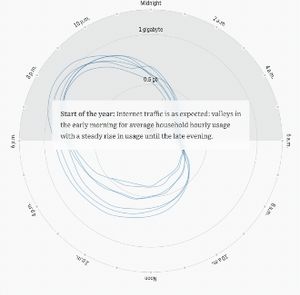 Midnight
10 p.m.
2 a.m.
1 gigabyte
8 p.m.
4 a.m.
0.5 gb
Start of the year: Internet traffic is as expected: valleys in
the early morning for average household hourly usage
with a steady rise in usage until the late evening.
6 p.m.
6 a.m.
4 p.m.
8 a.m.
2 p.m.
10 a.m.
Noon